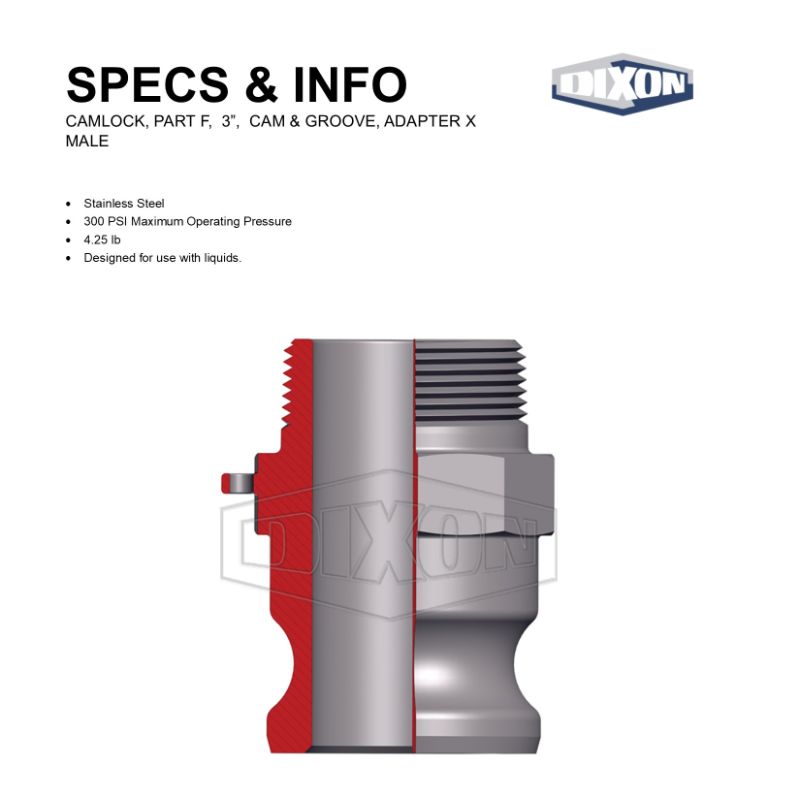 SPECS & INFO
DIXON
CAMLOCK, PART F, 3”, CAM & GROOVE, ADAPTER X
MALE
• Stainless Steel
• 300 PSI Maximum Operating Pressure
• 4.25 lb
• Designed for use with liquids.
DIXON